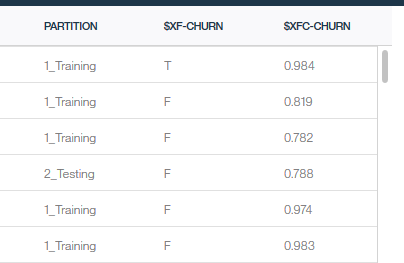 PARTITION $XF-CHURN $XFC-CHURN
1_Training T 0.984
1_Training F 0.819
1_Training F 0.782
2_Testing F 0.788
1_Training F 0.974
1_Training F 0.983